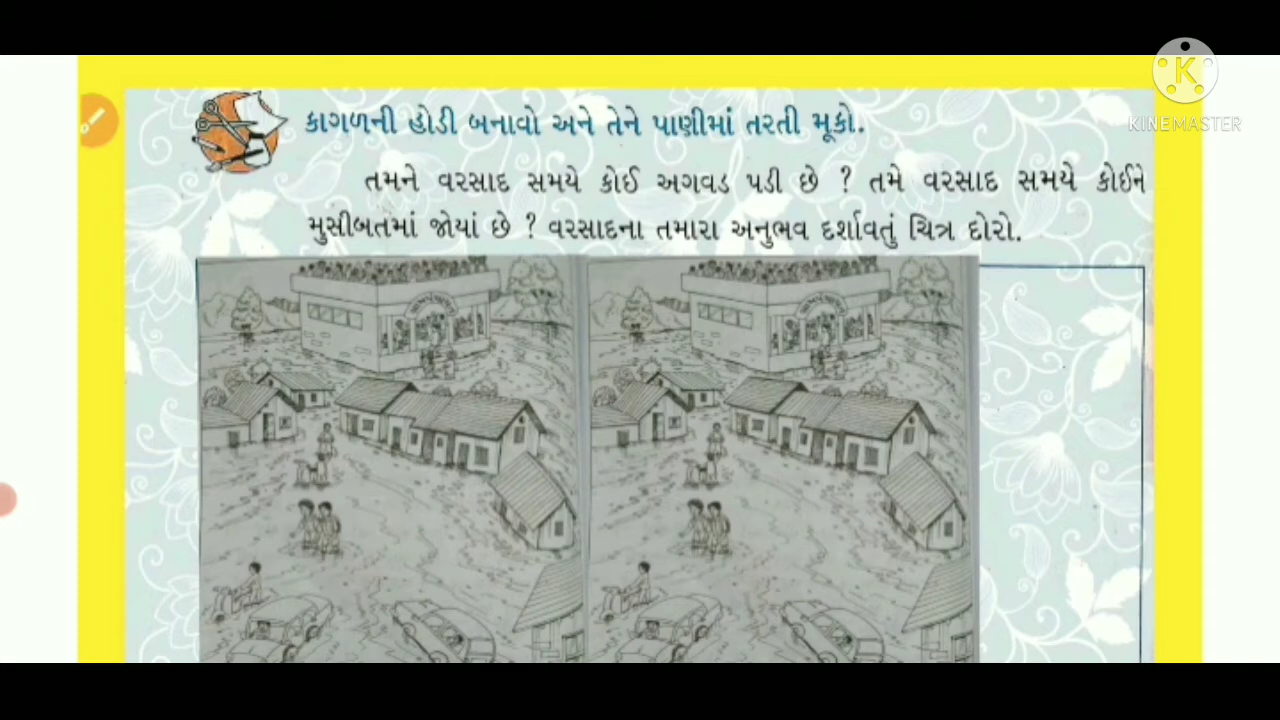 KINEMASTER
કાગળની હોડી બનાવો અને તેને પાણીમાં તરતી મૂકો.
તમને વરસાદ સમયે કોઈ અગવડ પડી છે ? તમે વરસાદ સમયે કોઈને
મુસીબતમાં જોયાં છે ? વરસાદના તમારા અનુભવ દર્શાવતું ચિત્ર દોરો.